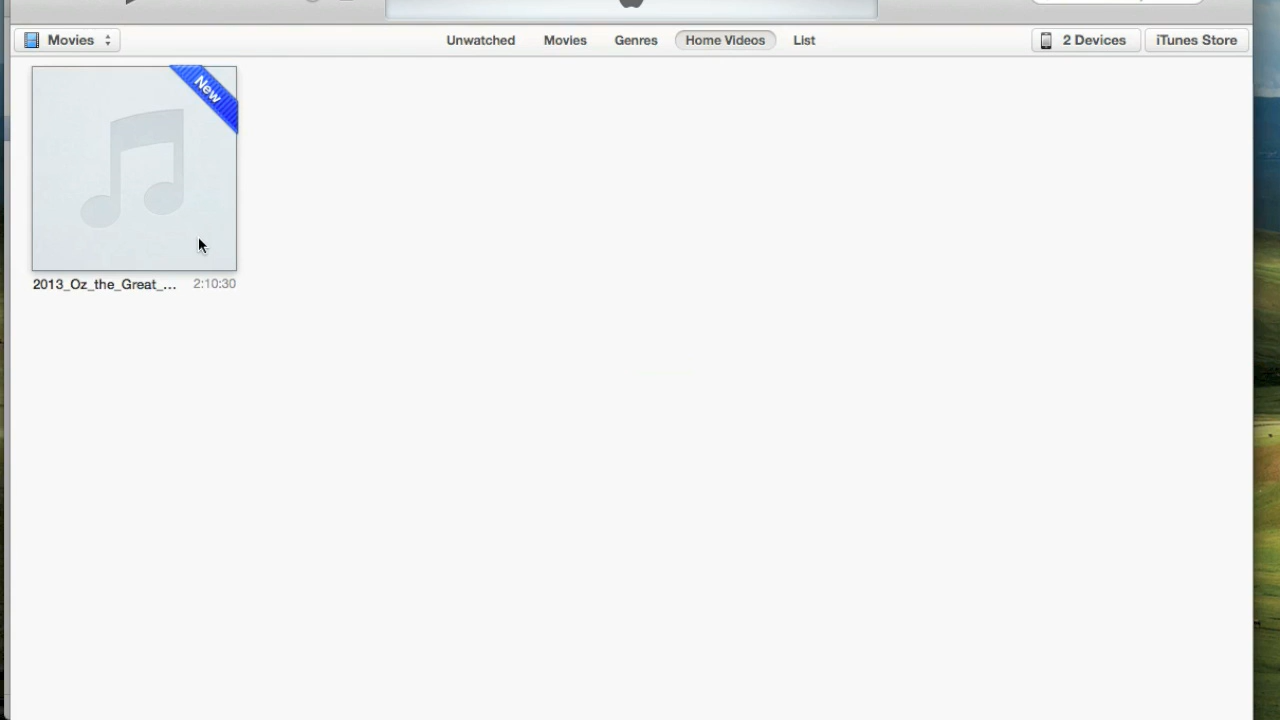 Movies Unwatched Movies Genres Home Videos List 2 Devices iTunes Store
New
2013_Oz_the_Great_... 2:10:30